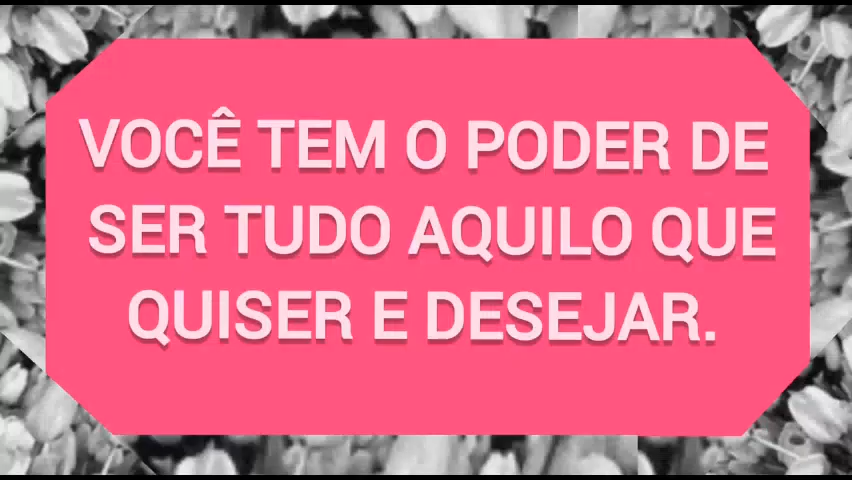 VOCÊ TEM O PODER DE
SER TUDO AQUILO QUE
QUISER E DESEJAR.